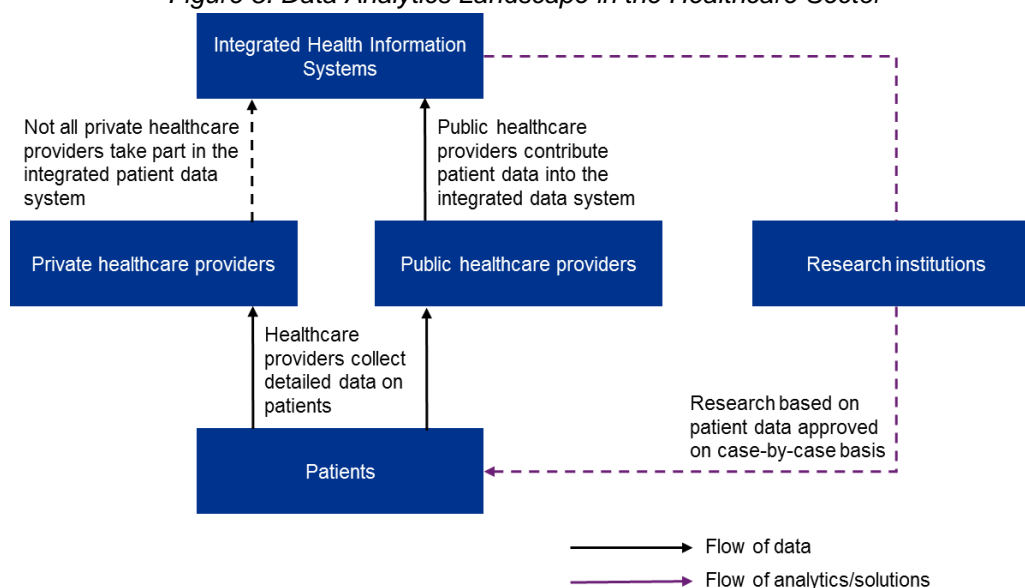 Figure 3: Data Analytics Landscape in the Healthcare Sector
Integrated Health Information
Systems
Not all private healthcare
providers take part in the
integrated patient data
system
Public healthcare
providers contribute
patient data into the
integrated data system
Private healthcare providers
Public healthcare providers
Research institutions
Healthcare
providers collect
detailed data on
patients
Research based on
patient data approved
on case-by-case basis
Patients
Flow of data
Flow of analytics/solutions